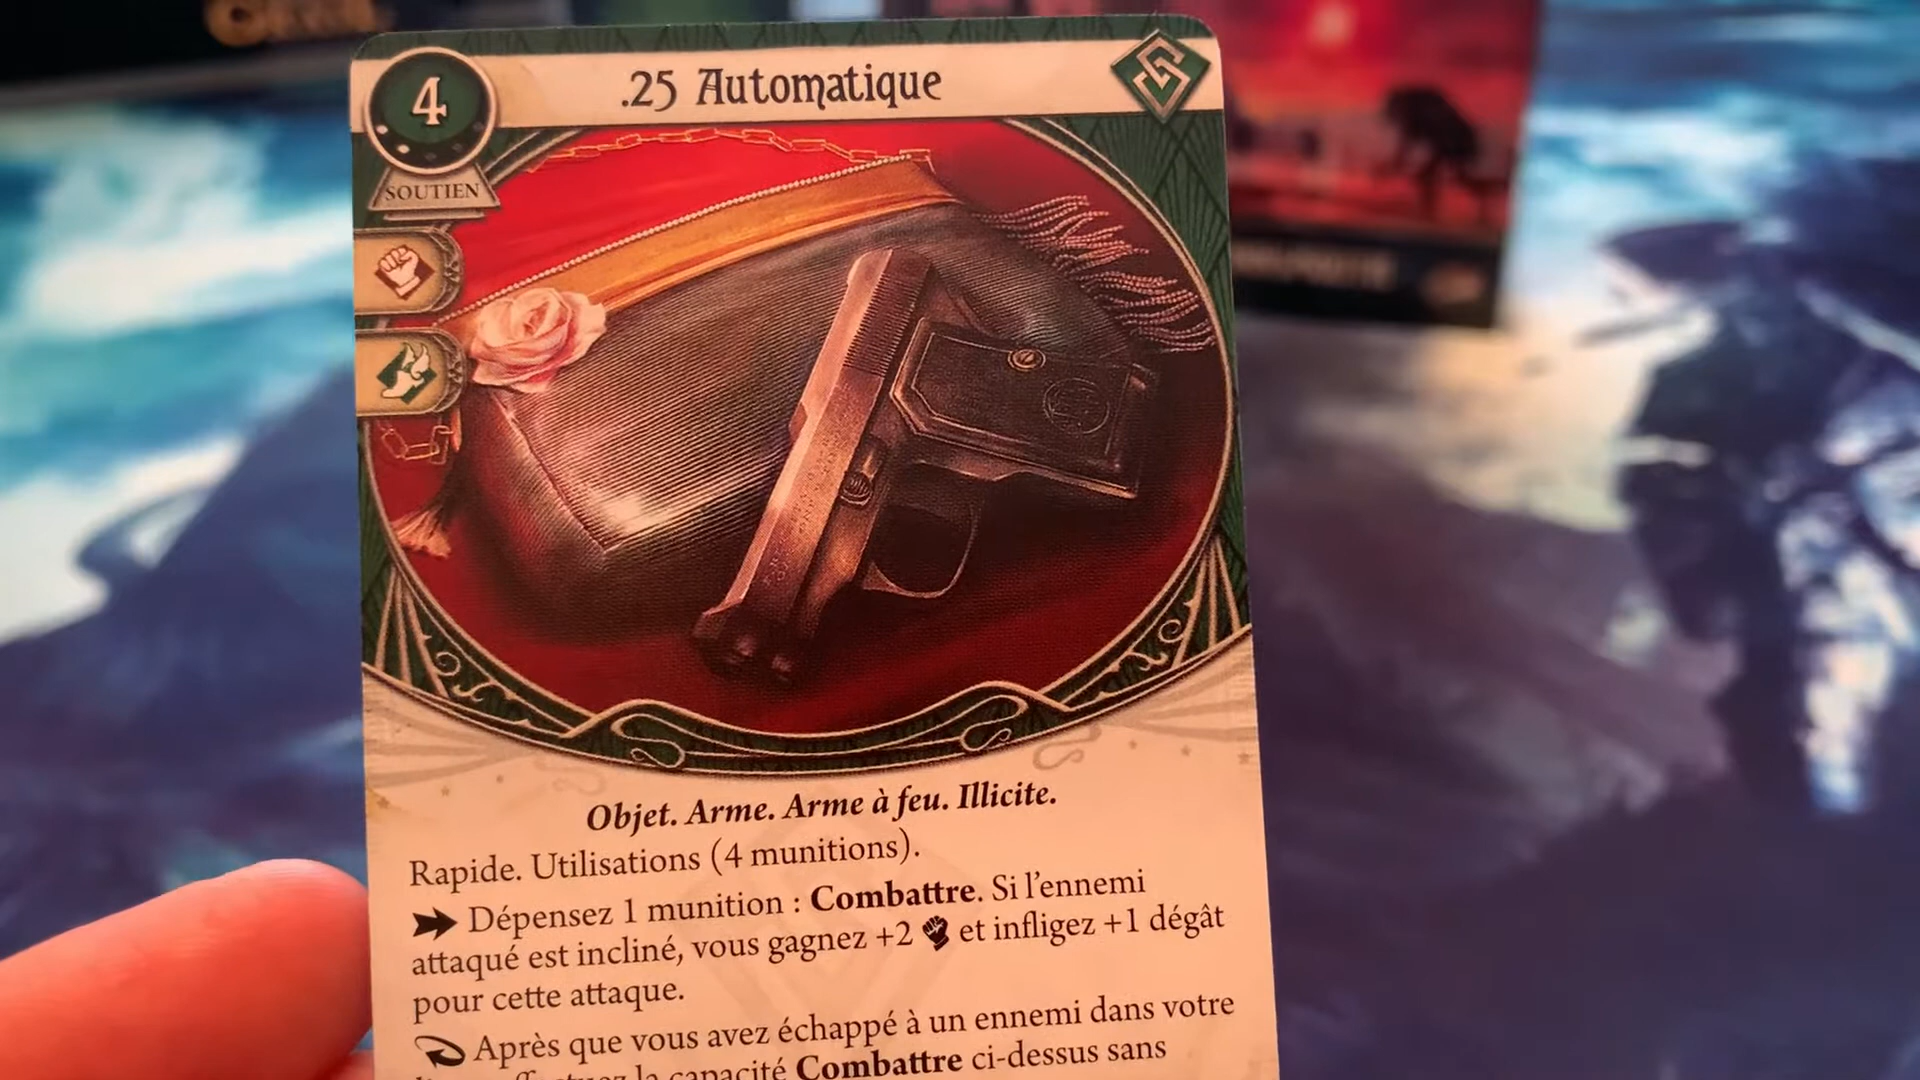 4
.25 Automatique
SOUTIEN
Objet. Arme. Arme à feu. Illicite.
Rapide. Utilisations (4 munitions).
Dépensez 1 munition : Combattre. Si l'ennemi
attaqué est incliné, vous gagnez +2 et infligez +1 dégât
pour cette attaque.
Après que vous avez échappé à un ennemi dans votre
la capacité Combattre ci-dessus sans